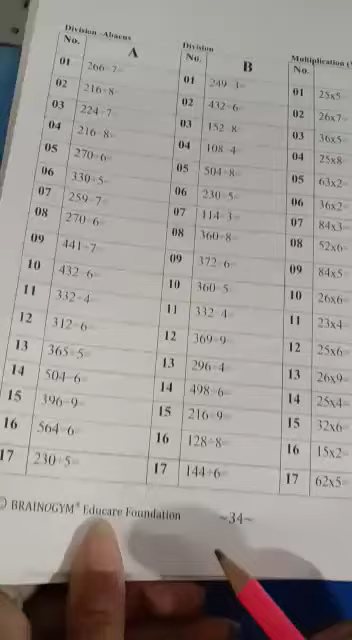 Division -Abacus
No. A
01 266÷7=
02 216÷8=
03 224÷7=
04 216÷8=
05 270÷6=
06 330÷5=
07 259÷7=
08 270÷6=
09 441÷7=
10 432÷6=
11 332÷4=
12 312÷6=
13 365÷5=
14 504÷6=
15 396÷9=
16 564÷6=
17 230÷5=
Division
No. B
01
02 432÷6=
03 152÷8=
04 108÷4=
05 504÷8=
06 230÷5=
07 114÷3=
08 360÷8=
09 372÷6=
10 360÷5
11 332÷4=
12 369÷9=
13 296÷4=
14 498÷6=
15 216÷9=
16 128÷8=
17 144÷6=
Multiplication
No.
01 25x5=
02 26x7=
03 36x5=
04 25x8=
05 63x2=
06 36x2=
07 84x3=
08 52x6=
09 84x5=
10 26x6=
11 23x4=
12 25x6=
13 26x9=
14 25x4=
15 32x6=
16 15x2=
17 62x5=
BRAINOGYM® Educare Foundation ~34~